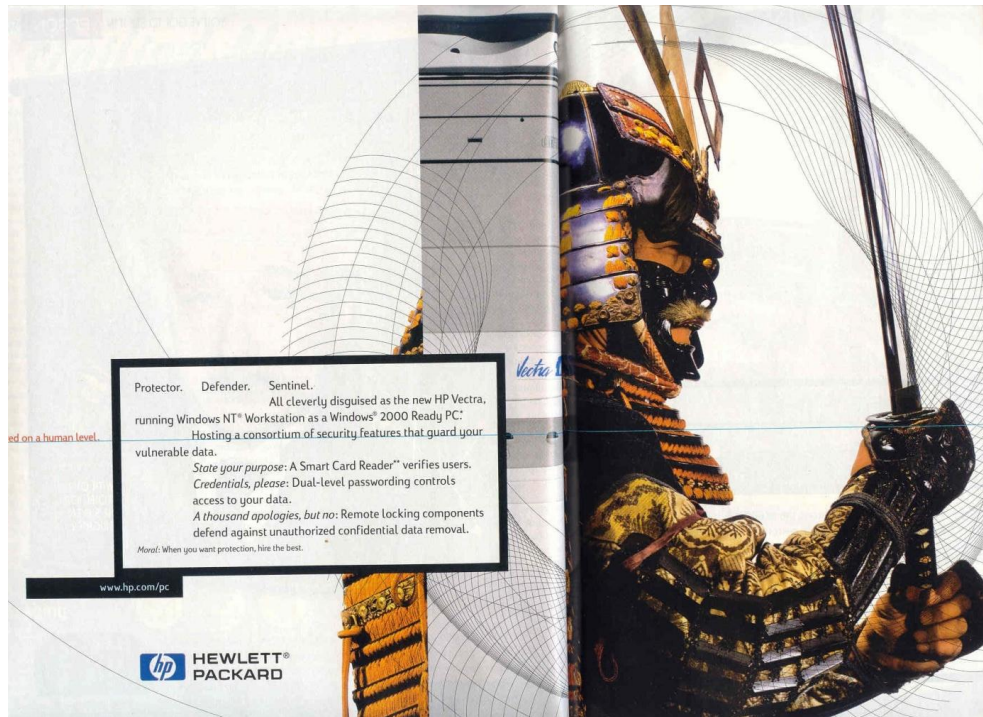 Protector. Defender. Sentinel.
All cleverly disguised as the new HP Vectra,
running Windows NT® Workstation as a Windows® 2000 Ready PC.*
Hosting a consortium of security features that guard your
vulnerable data.
State your purpose: A Smart Card Reader** verifies users.
Credentials, please: Dual-level passwording controls
access to your data.
A thousand apologies, but no: Remote locking components
defend against unauthorized confidential data removal.
Moral: When you want protection, hire the best.
ed on a human level.
Vectra
www.hp.com/pc
hp HEWLETT®
PACKARD